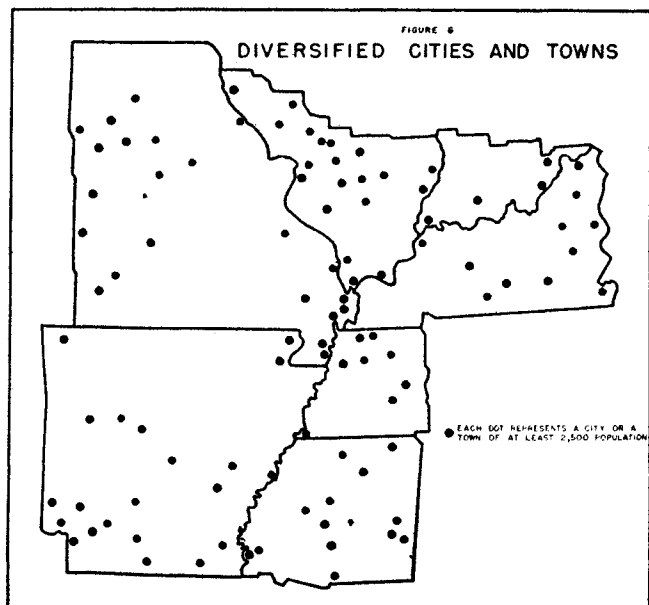 FIGURE 6
DIVERSIFIED CITIES AND TOWNS
EACH DOT REPRESENTS A CITY OR A
TOWN OF AT LEAST 2,500 POPULATION